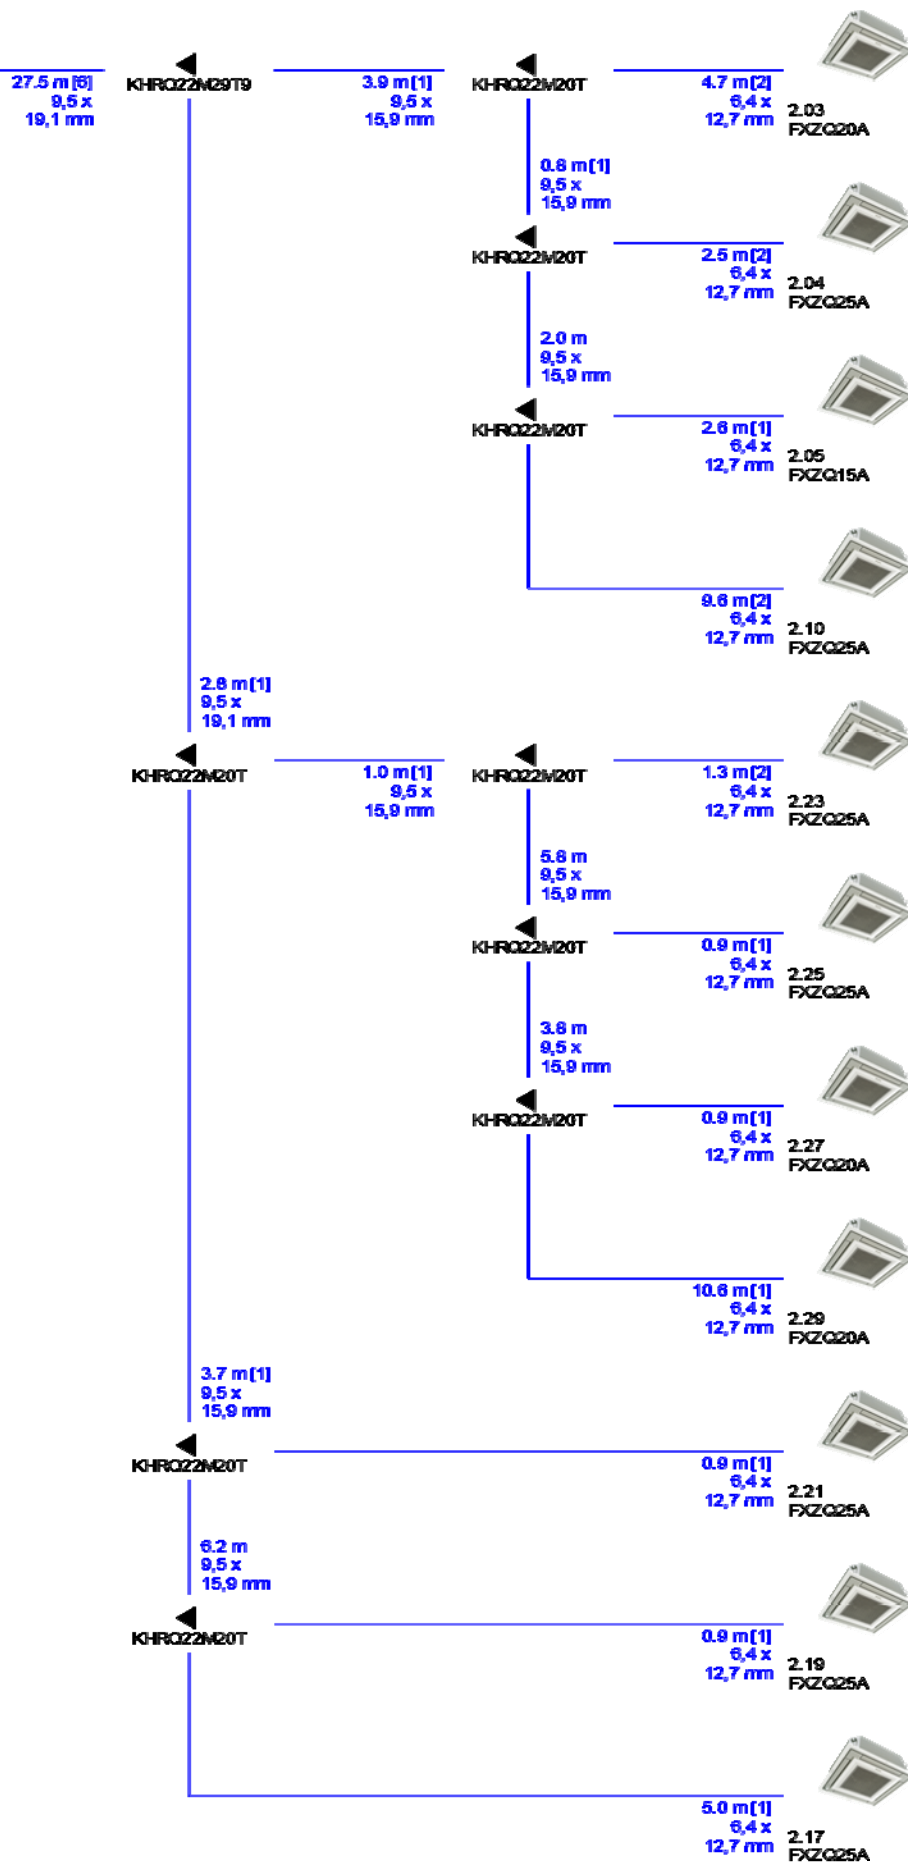 27.5 m [6]
9,5 x
19,1 mm
KHRQ22M29T9
3.9 m [1]
9,5 x
15,9 mm
KHRQ22M20T
4.7 m [2]
6,4 x
12,7 mm
2.03
FXZQ20A
0.8 m [1]
9,5 x
15,9 mm
KHRQ22M20T
2.5 m [2]
6,4 x
12,7 mm
2.04
FXZQ25A
2.0 m
9,5 x
15,9 mm
KHRQ22M20T
2.6 m [1]
6,4 x
12,7 mm
2.05
FXZQ15A
9.6 m [2]
6,4 x
12,7 mm
2.10
FXZQ25A
2.8 m [1]
9,5 x
19,1 mm
KHRQ22M20T
1.0 m [1]
9,5 x
15,9 mm
KHRQ22M20T
1.3 m [2]
6,4 x
12,7 mm
2.23
FXZQ25A
5.8 m
9,5 x
15,9 mm
KHRQ22M20T
0.9 m [1]
6,4 x
12,7 mm
2.25
FXZQ25A
3.8 m
9,5 x
15,9 mm
KHRQ22M20T
0.9 m [1]
6,4 x
12,7 mm
2.27
FXZQ20A
10.6 m [1]
6,4 x
12,7 mm
2.29
FXZQ20A
3.7 m [1]
9,5 x
15,9 mm
KHRQ22M20T
0.9 m [1]
6,4 x
12,7 mm
2.21
FXZQ25A
6.2 m
9,5 x
15,9 mm
KHRQ22M20T
0.9 m [1]
6,4 x
12,7 mm
2.19
FXZQ25A
5.0 m [1]
6,4 x
12,7 mm
2.17
FXZQ25A